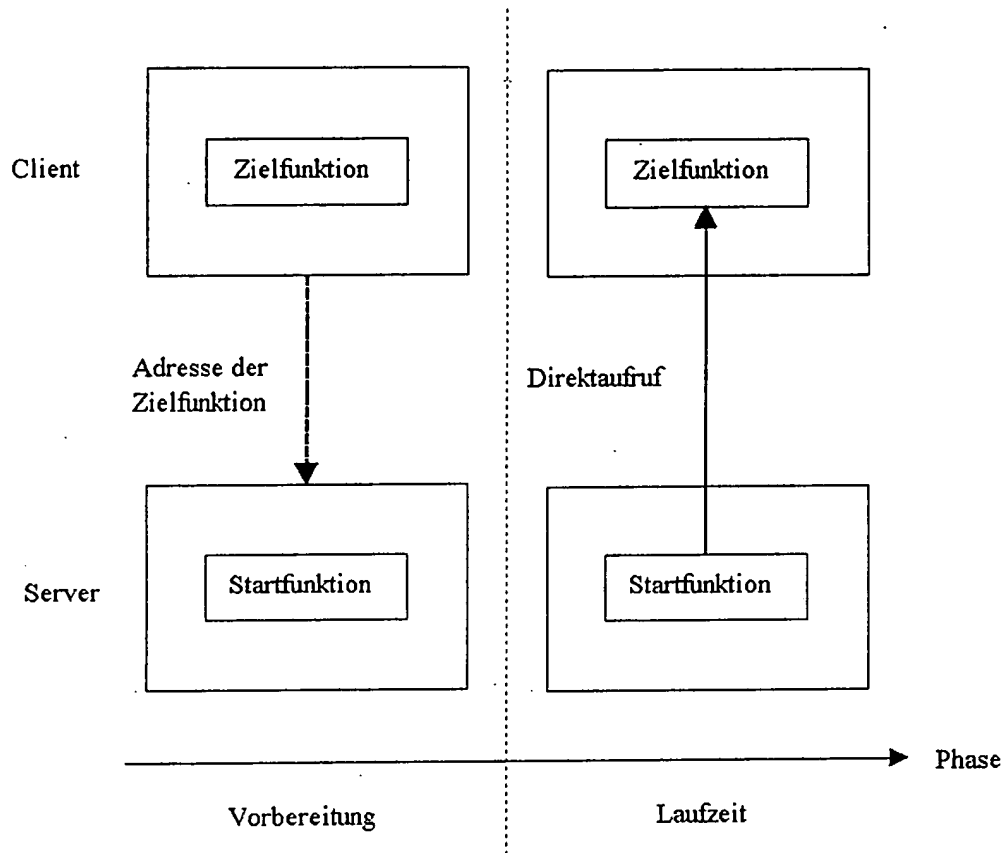 Client
Zielfunktion
Zielfunktion
Adresse der
Zielfunktion
Direktaufruf
Server
Startfunktion
Startfunktion
Phase
Vorbereitung
Laufzeit